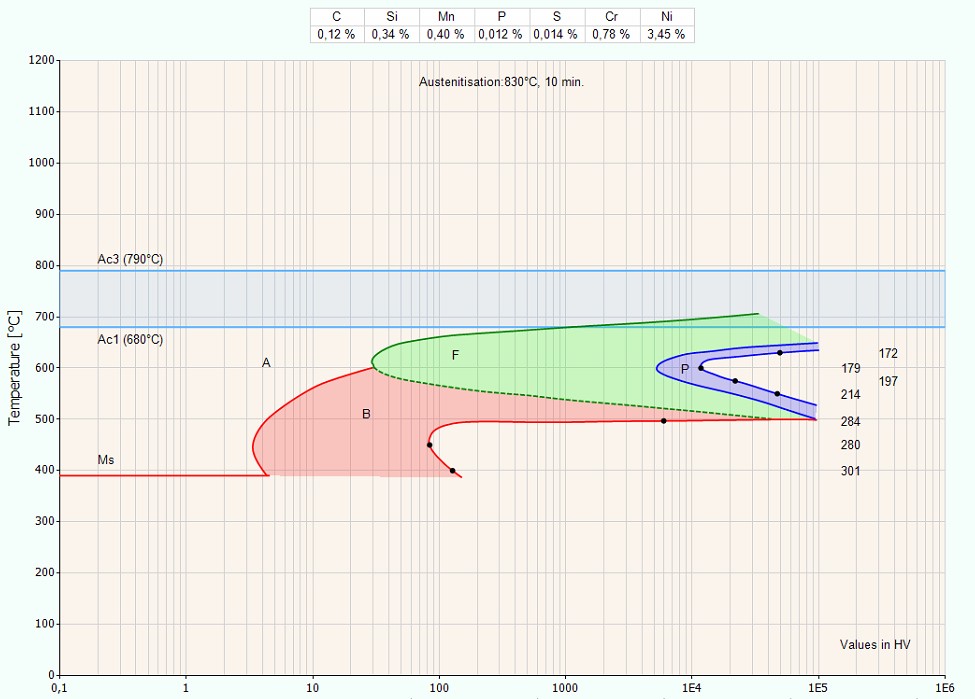 C Si Mn P S Cr Ni
0,12 % 0,34 % 0,40 % 0,012 % 0,014 % 0,78 % 3,45 %
1200
Austenitisation:830°C, 10 min.
1100
1000
900
Ac3 (790°C)
800
700
Ac1 (680°C)
Temperature [°C]
A
F
172
600
P
179
197
500
B
214
284
Ms
280
400
301
300
200
100
Values in HV
0
0,1 1 10 100 1000 1E4 1E5 1E6